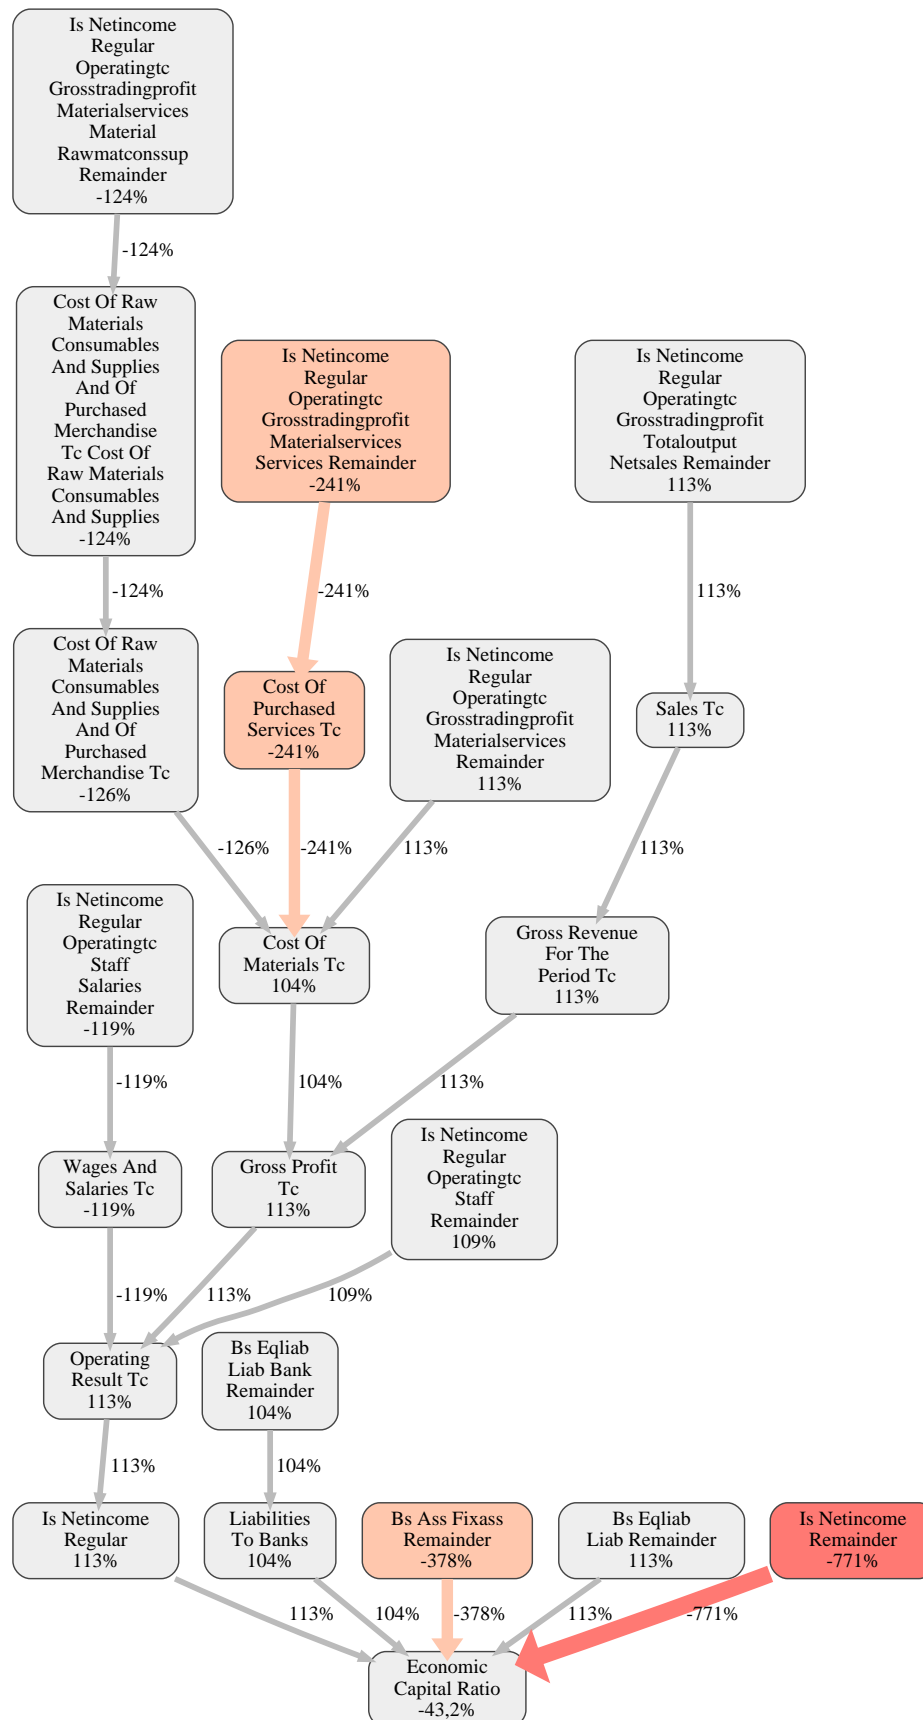 Is Netincome
Regular
Operatingtc
Grosstradingprofit
Materialservices
Material
Rawmatconssup
Remainder
-124%
-124%
Cost Of Raw
Materials
Consumables
And Supplies
And Of
Purchased
Merchandise
Tc Cost Of
Raw Materials
Consumables
And Supplies
-124%
Is Netincome
Regular
Operatingtc
Grosstradingprofit
Materialservices
Services Remainder
-241%
Is Netincome
Regular
Operatingtc
Grosstradingprofit
Totaloutput
Netsales Remainder
113%
-124%
-241%
113%
Cost Of Raw
Materials
Consumables
And Supplies
And Of
Purchased
Merchandise Tc
-126%
Cost Of
Purchased
Services Tc
-241%
Is Netincome
Regular
Operatingtc
Grosstradingprofit
Materialservices
Remainder
113%
Sales Tc
113%
-126%
-241%
113%
113%
Is Netincome
Regular
Operatingtc
Staff
Salaries
Remainder
-119%
Cost Of
Materials Tc
104%
Gross Revenue
For The
Period Tc
113%
-119%
104%
113%
Wages And
Salaries Tc
-119%
Gross Profit
Tc
113%
Is Netincome
Regular
Operatingtc
Staff
Remainder
109%
-119%
113%
109%
Operating
Result Tc
113%
Bs Eqliab
Liab Bank
Remainder
104%
113%
104%
Is Netincome
Regular
113%
Liabilities
To Banks
104%
Bs Ass Fixass
Remainder
-378%
Bs Eqliab
Liab Remainder
113%
Is Netincome
Remainder
-771%
113%
104%
-378%
113%
-771%
Economic
Capital Ratio
-43,2%